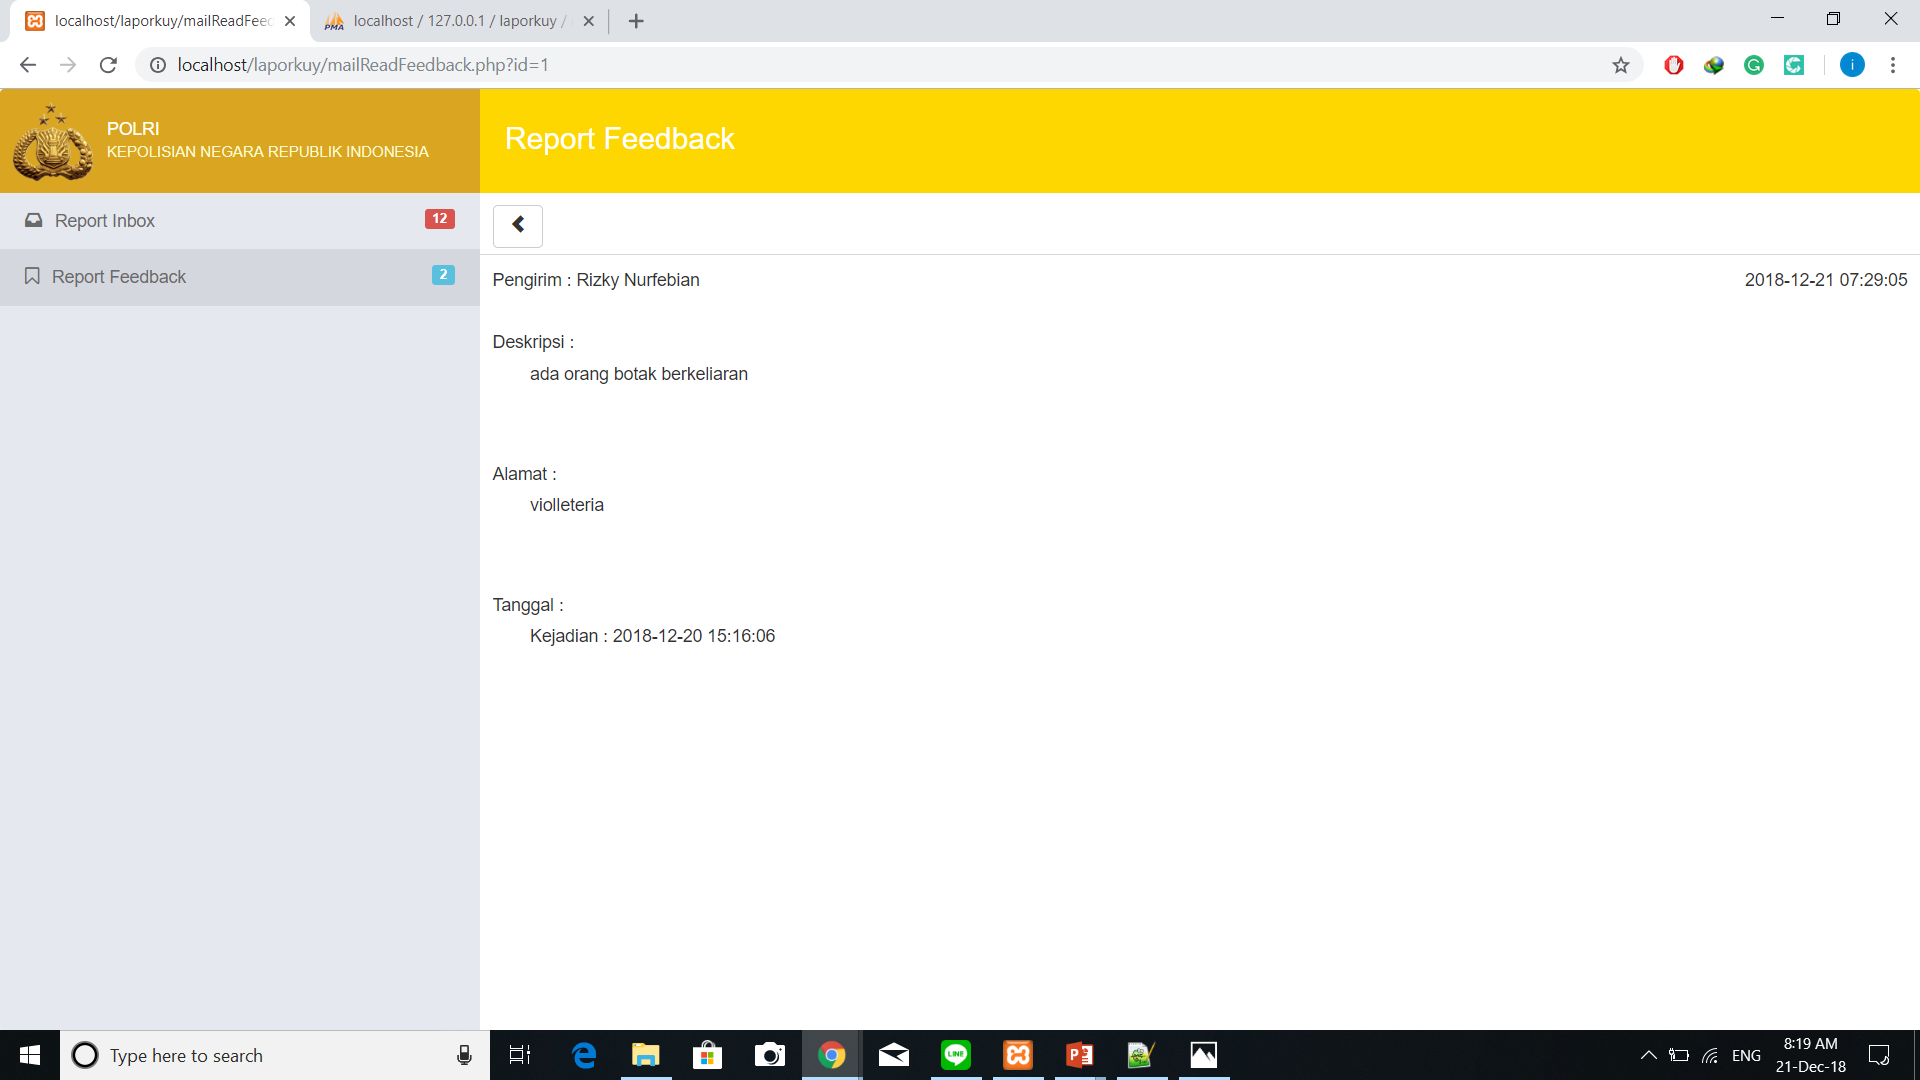 localhost/laporkuy/mailReadFeed
localhost / 127.0.0.1 / laporkuy /
localhost/laporkuy/mailReadFeedback.php?id=1
POLRI
KEPOLISIAN NEGARA REPUBLIK INDONESIA
Report Feedback
Report Inbox 12
Report Feedback 2
Pengirim : Rizky Nurfebian 2018-12-21 07:29:05
Deskripsi :
ada orang botak berkeliaran
Alamat :
violleteria
Tanggal :
Kejadian : 2018-12-20 15:16:06
Type here to search
ENG
8:19 AM
21-Dec-18